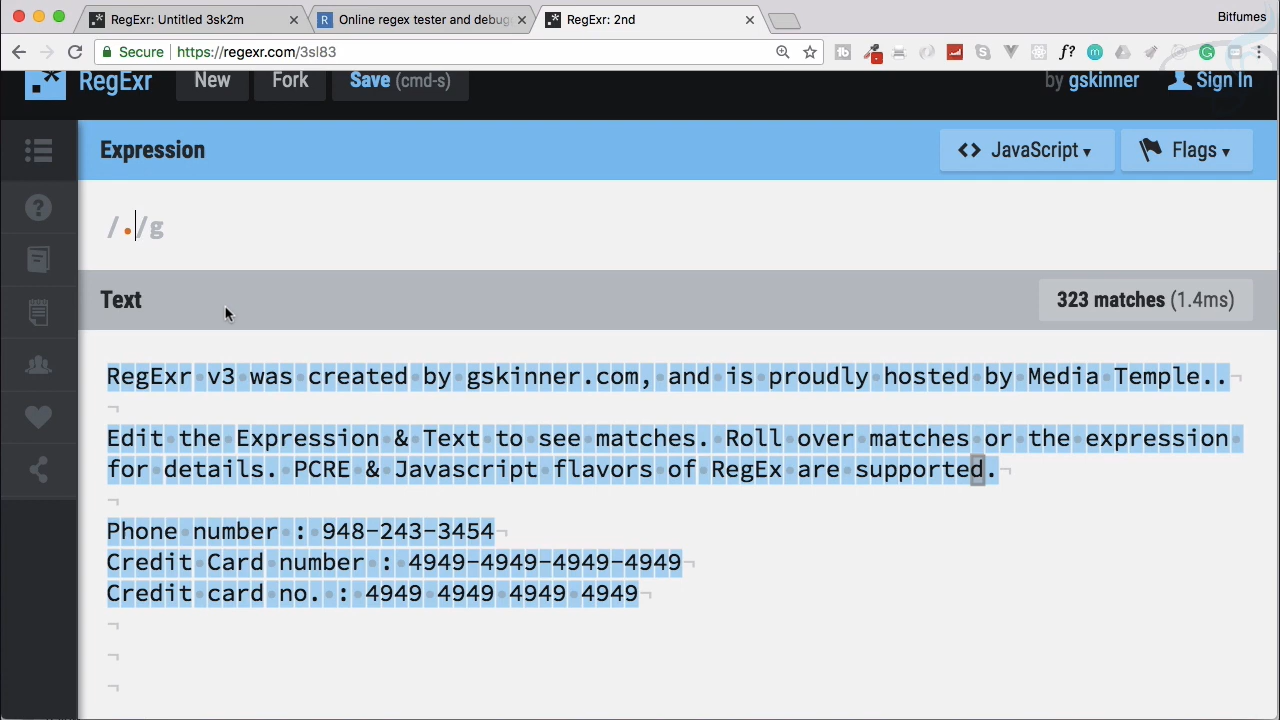 RegExr: Untitled 3sk2m
Online regex tester and debug
RegExr: 2nd
Bitfumes
Secure
https://regexr.com/3sl83
RegExr
New
Fork
Save (cmd-s)
by gskinner
Sign In
Expression
JavaScript
Flags
/./g
Text
323 matches (1.4ms)
RegExr v3 was created by gskinner.com, and is proudly hosted by Media Temple..
Edit the Expression & Text to see matches. Roll over matches or the expression
for details. PCRE & Javascript flavors of RegEx are supported.
Phone number : 948-243-3454
Credit Card number : 4949-4949-4949-4949
Credit card no. : 4949 4949 4949 4949